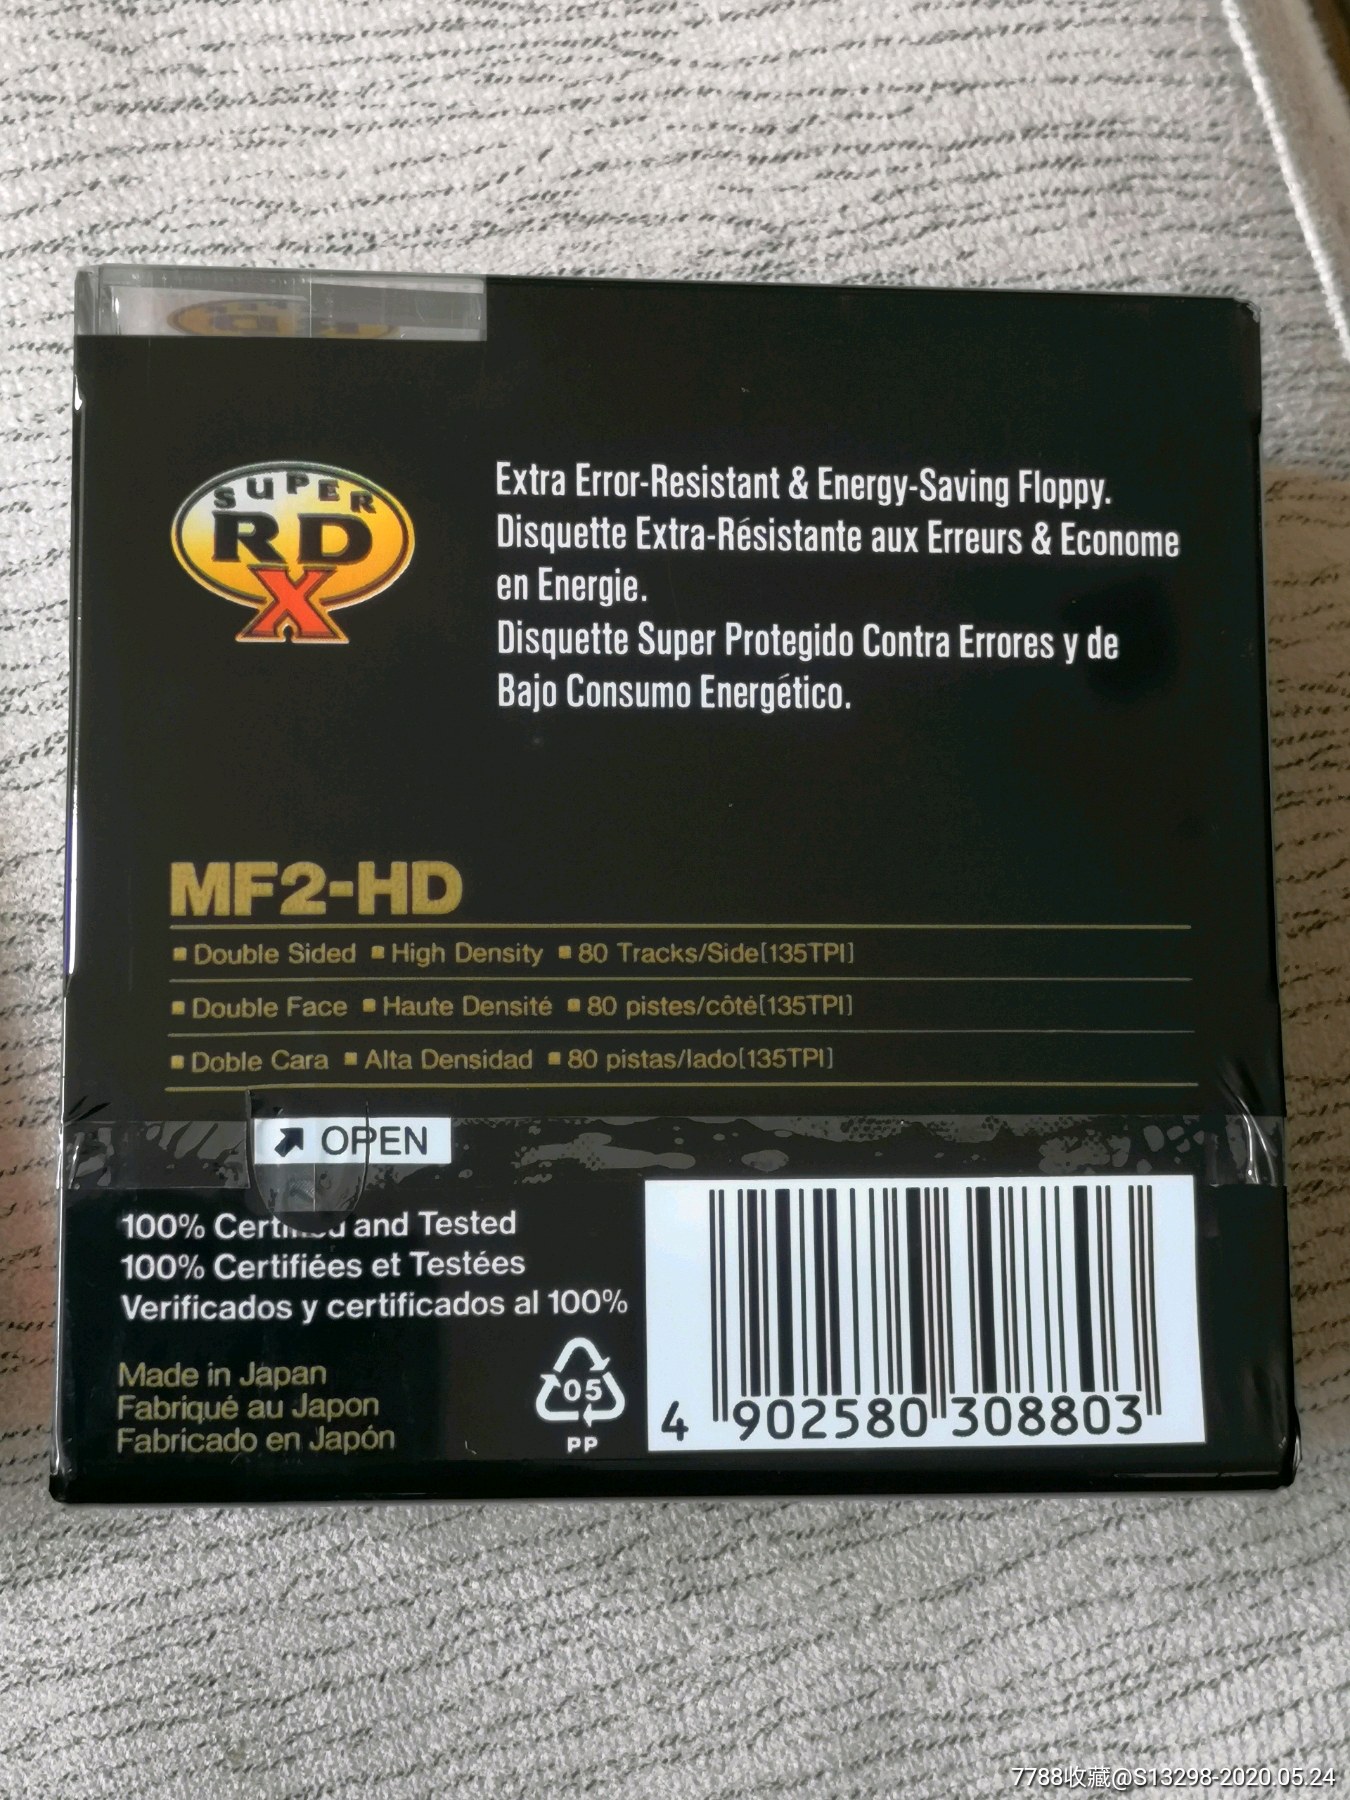 SUPER
RD
X
Extra Error-Resistant & Energy-Saving Floppy.
Disquette Extra-Résistante aux Erreurs & Econome
en Energie.
Disquette Super Protegido Contra Errores y de
Bajo Consumo Energético.
MF2-HD
▪ Double Sided ▪ High Density ▪ 80 Tracks/Side[135TPI]
▪ Double Face ▪ Haute Densité ▪ 80 pistes/côté[135TPI]
▪ Doble Cara ▪ Alta Densidad ▪ 80 pistas/lado[135TPI]
OPEN
100% Certified and Tested
100% Certifiées et Testées
Verificados y certificados al 100%
Made in Japan
Fabriqué au Japon
Fabricado en Japón
05
PP
4 902580 308803
7788收藏@S13298-2020.05.24